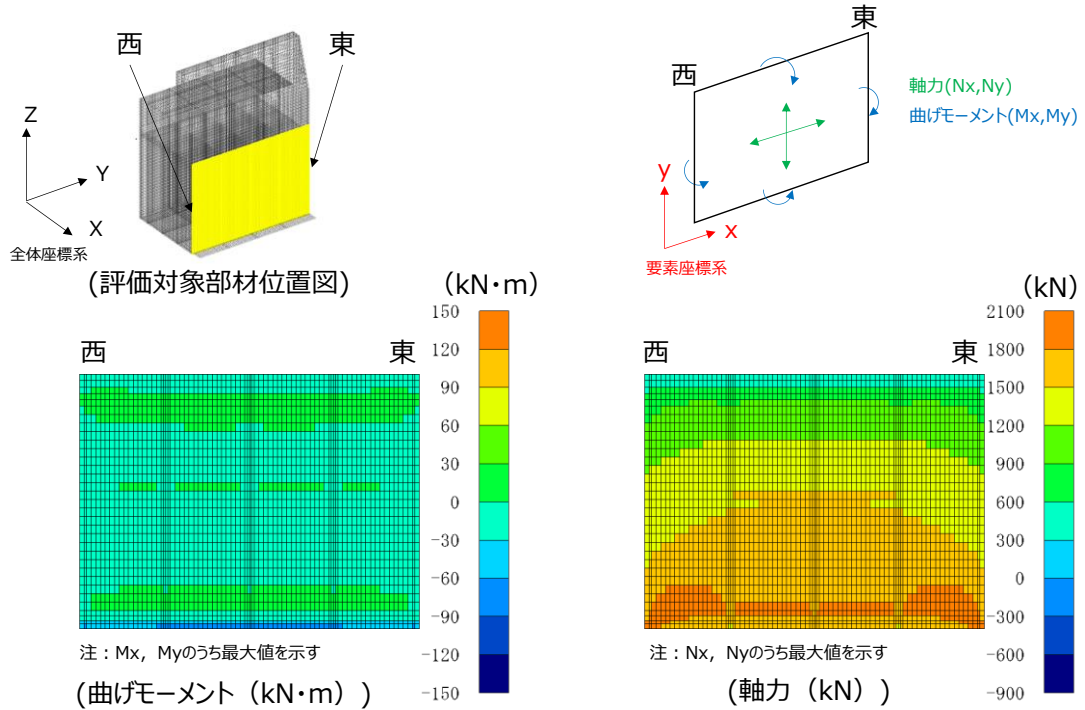 西
東
Z
Y
X
全体座標系
(評価対象部材位置図)
東
西
軸力(Nx,Ny)
曲げモーメント(Mx,My)
y
x
要素座標系
(kN・m)
西
東
150
120
90
60
30
0
-30
-60
-90
-120
-150
注：Mx，Myのうち最大値を示す
(曲げモーメント（kN・m）)
(kN)
西
東
2100
1800
1500
1200
900
600
300
0
-300
-600
-900
注：Nx，Nyのうち最大値を示す
(軸力（kN）)